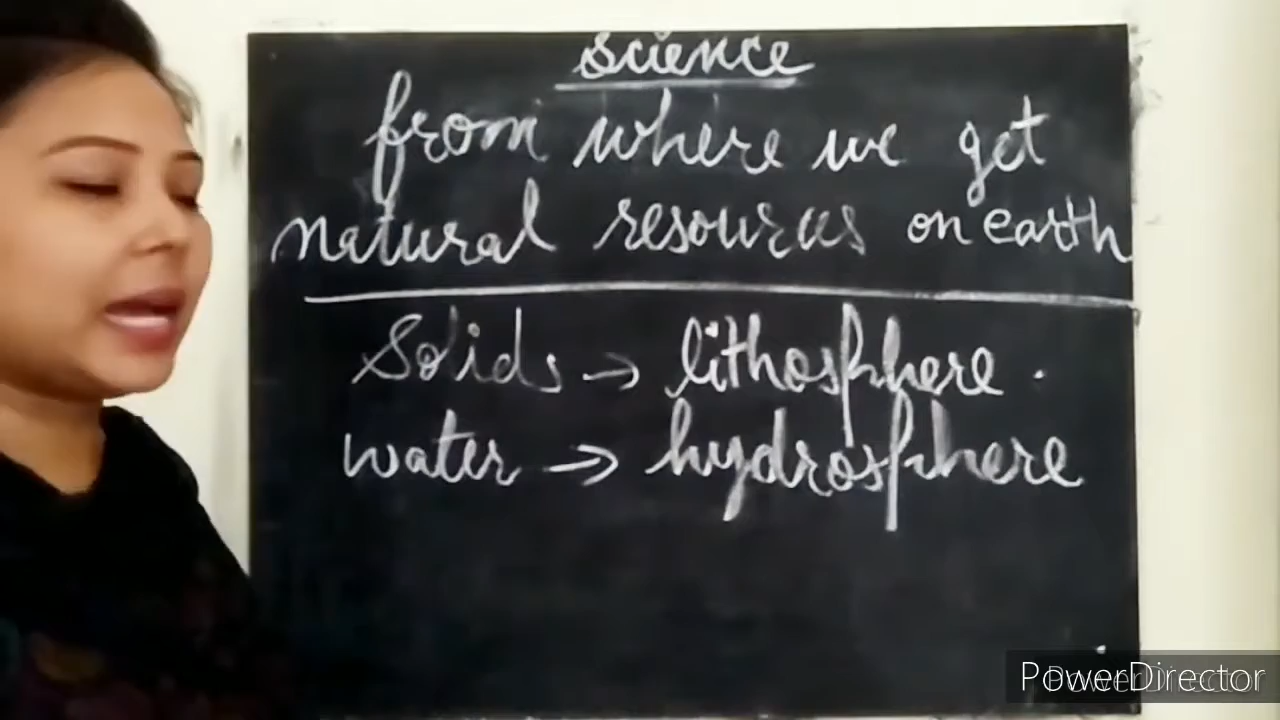 science
from where we get
natural resources on earth
Solids → lithosphere .
water → hydrosphere
PowerDirector